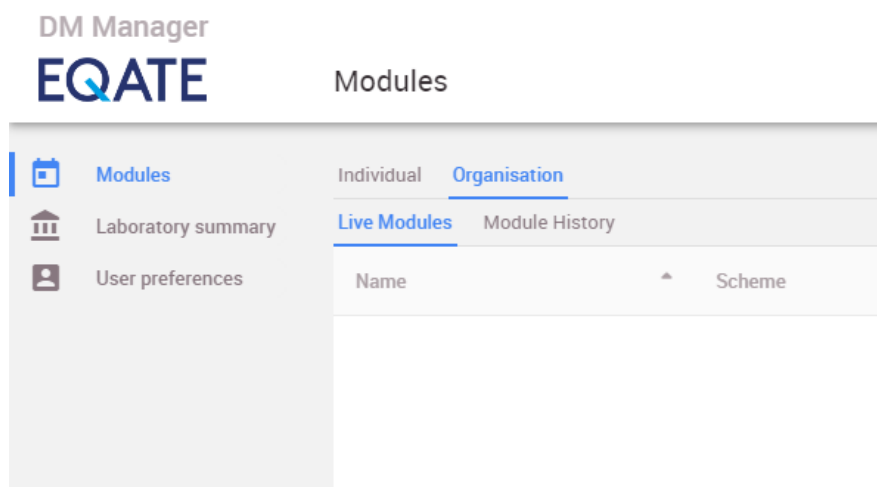 DM Manager
EQATE
Modules
Modules
Laboratory summary
User preferences
Individual Organisation
Live Modules Module History
Name Scheme